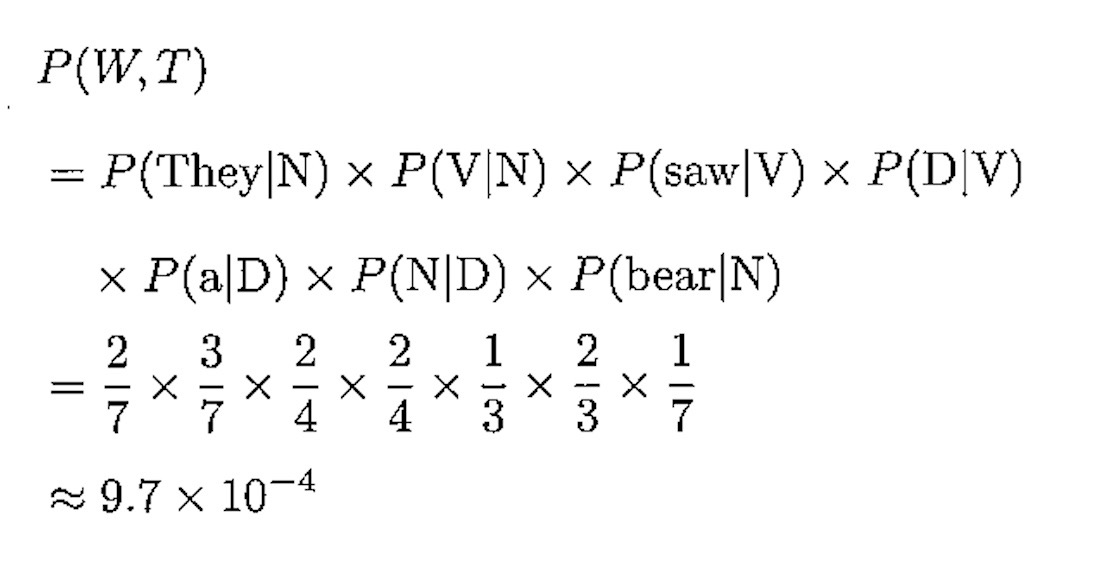 P(W, T)
= P(They|N) × P(V|N) × P(saw|V) × P(D|V)
× P(a|D) × P(N|D) × P(bear|N)
= 2/7 × 3/7 × 2/4 × 2/4 × 1/3 × 2/3 × 1/7
≈ 9.7 × 10⁻⁴